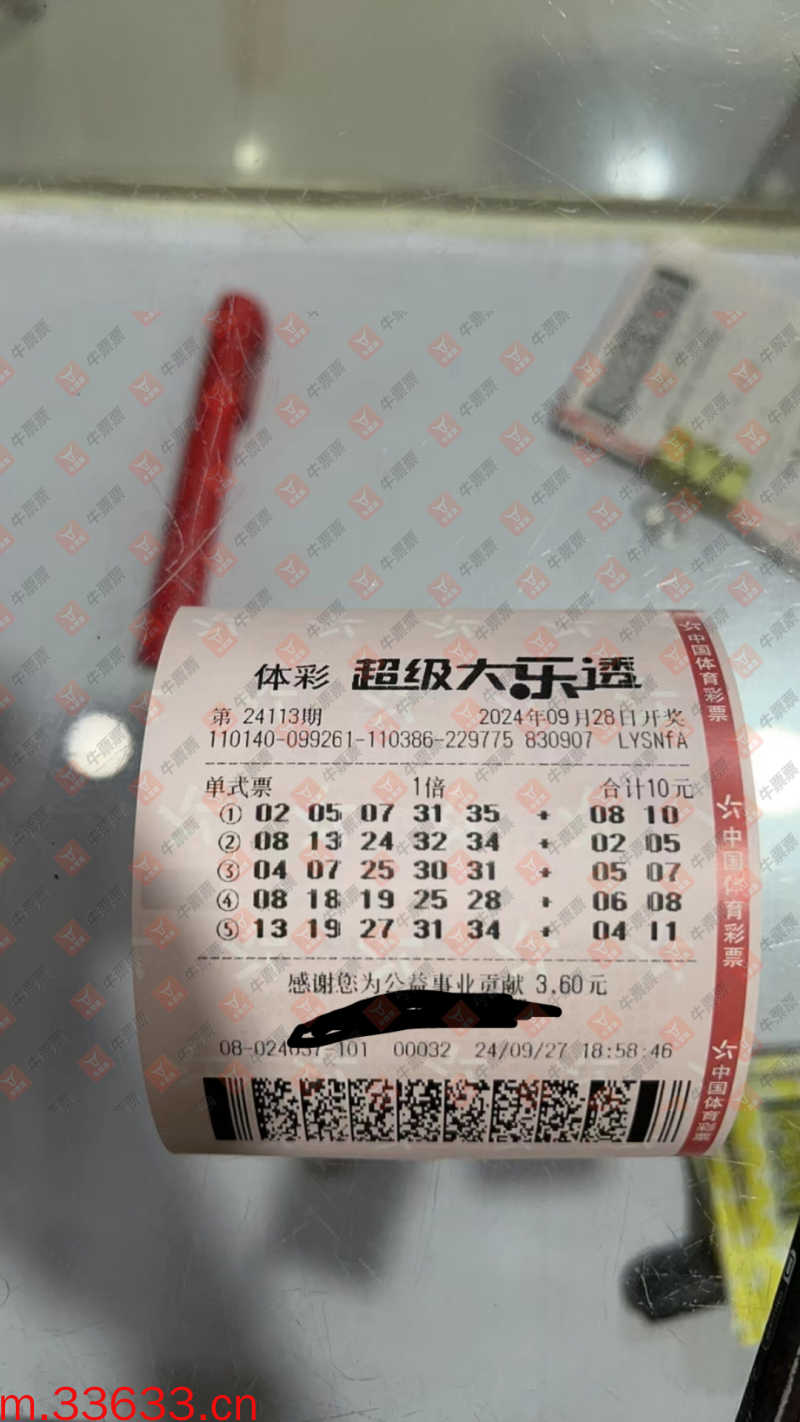 体彩 超级大乐透
第 24113期 2024年09月28日开奖
110140-099261-110386-229775 830907 LYSNfA
单式票 1倍 合计10元
① 02 05 07 31 35 + 08 10
② 08 13 24 32 34 + 02 05
③ 04 07 25 30 31 + 05 07
④ 08 18 19 25 28 + 06 08
⑤ 13 19 27 31 34 + 04 11
感谢您为公益事业贡献 3.60元
08-024037-101 00032 24/09/27 18:58:46
中国体育彩票
中国体育彩票
中国体育彩票
牛票票
m.33633.cn